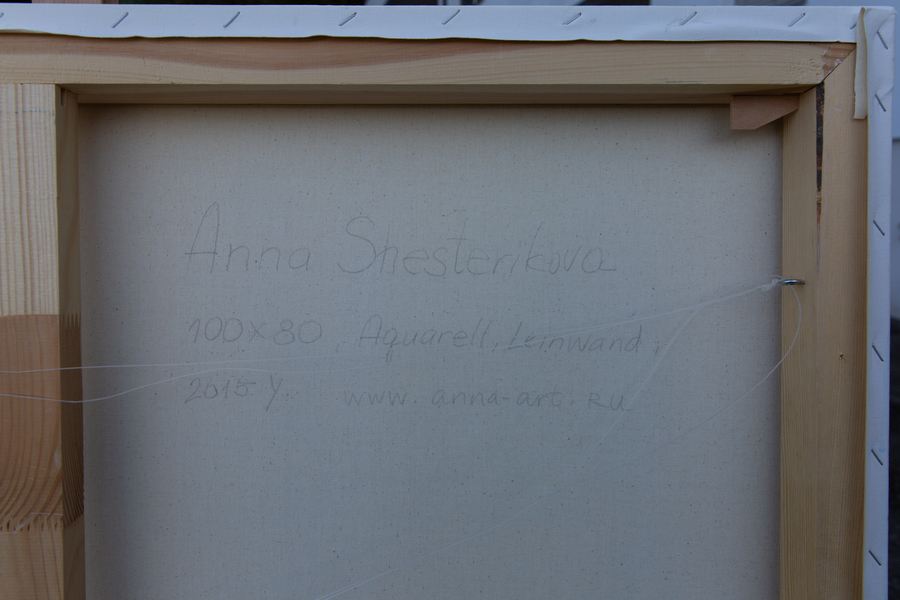 Anna Shesterikova
100x80, Aquarell, Leinwand,
2015 y. www.anna-art.RU